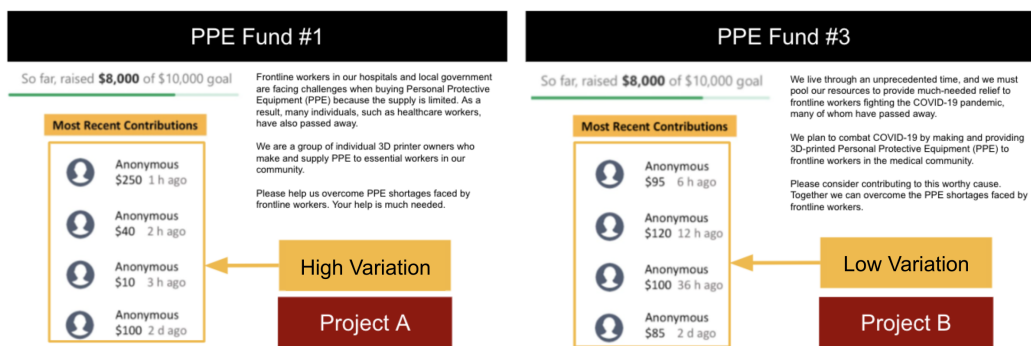 PPE Fund #1
So far, raised $8,000 of $10,000 goal
Most Recent Contributions
Anonymous
$250 1 h ago
Anonymous
$40 2 h ago
Anonymous
$10 3 h ago
Anonymous
$100 2 d ago
Frontline workers in our hospitals and local government
are facing challenges when buying Personal Protective
Equipment (PPE) because the supply is limited. As a
result, many individuals, such as healthcare workers,
have also passed away.
We are a group of individual 3D printer owners who
make and supply PPE to essential workers in our
community.
Please help us overcome PPE shortages faced by
frontline workers. Your help is much needed.
High Variation
Project A
PPE Fund #3
So far, raised $8,000 of $10,000 goal
Most Recent Contributions
Anonymous
$95 6 h ago
Anonymous
$120 12 h ago
Anonymous
$100 36 h ago
Anonymous
$85 2 d ago
We live through an unprecedented time, and we must
pool our resources to provide much-needed relief to
frontline workers fighting the COVID-19 pandemic,
many of whom have passed away.
We plan to combat COVID-19 by making and providing
3D-printed Personal Protective Equipment (PPE) to
frontline workers in the medical community.
Please consider contributing to this worthy cause.
Together we can overcome the PPE shortages faced by
frontline workers.
Low Variation
Project B